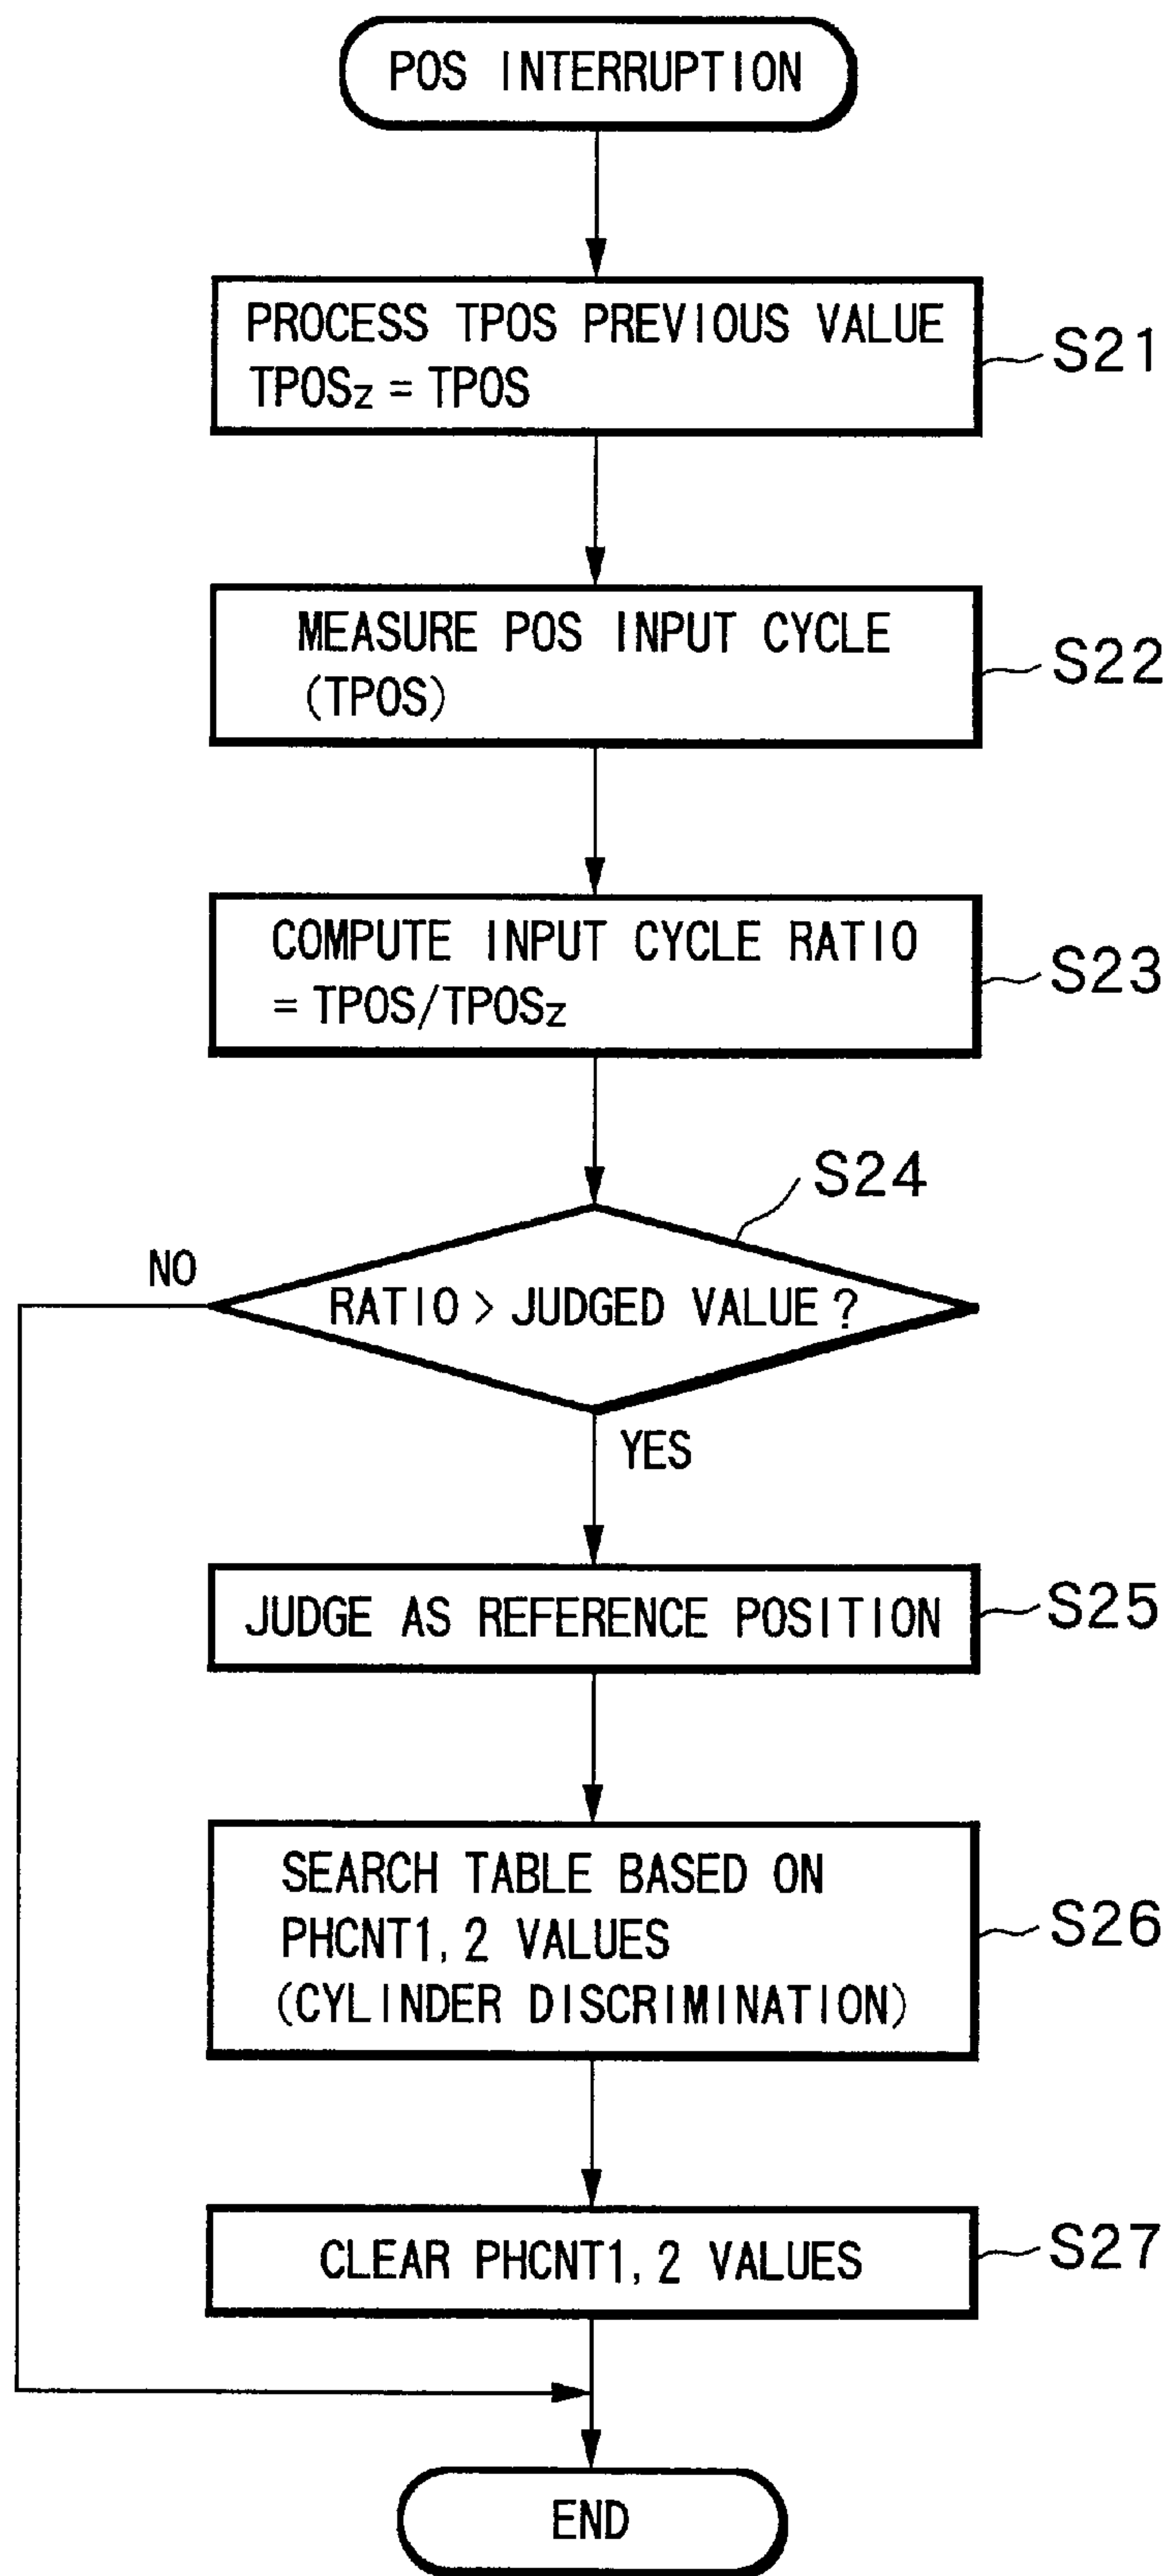 POS INTERRUPTION
PROCESS TPOS PREVIOUS VALUE
TPOSz = TPOS
S21
MEASURE POS INPUT CYCLE
(TPOS)
S22
COMPUTE INPUT CYCLE RATIO
= TPOS/TPOSz
S23
S24
NO
RATIO > JUDGED VALUE ?
YES
JUDGE AS REFERENCE POSITION
S25
SEARCH TABLE BASED ON
PHCNT1, 2 VALUES
(CYLINDER DISCRIMINATION)
S26
CLEAR PHCNT1, 2 VALUES
S27
END